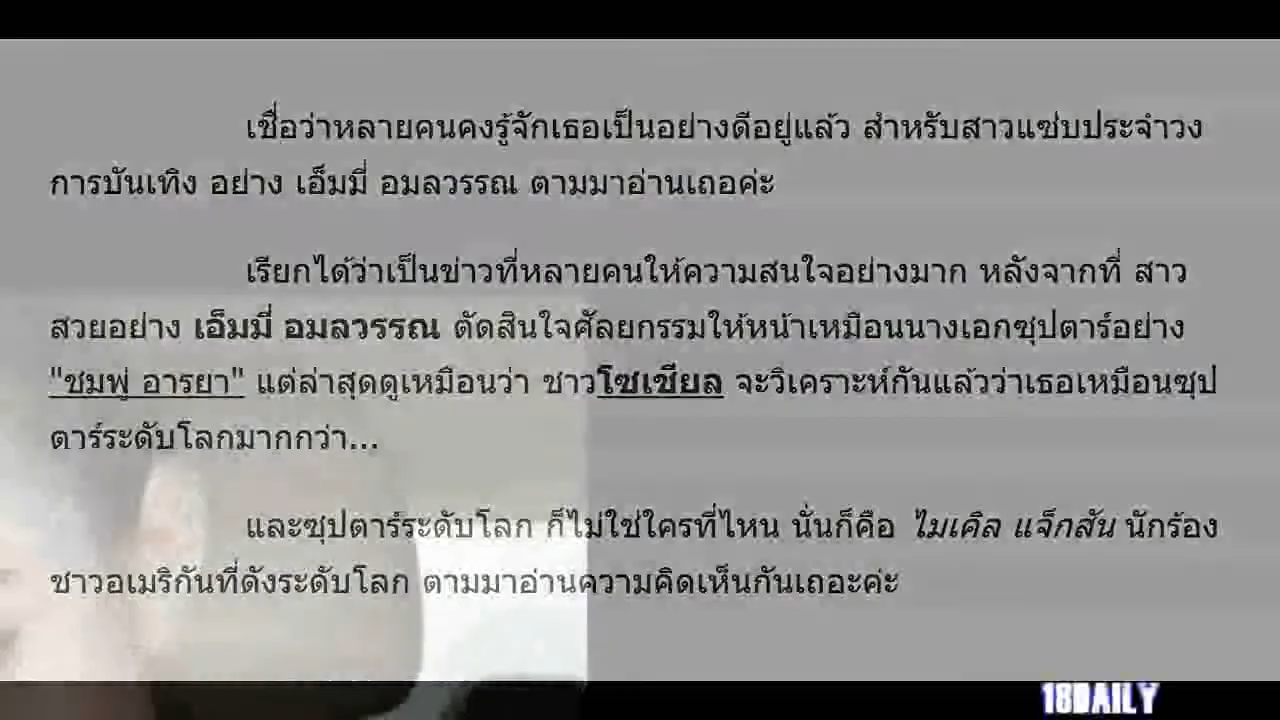 เชื่อว่าหลายคนคงรู้จักเธอเป็นอย่างดีอยู่แล้ว สำหรับสาวแซ่บประจำวง
การบันเทิง อย่าง เอ็มมี่ อมลวรรณ ตามมาอ่านเถอค่ะ
เรียกได้ว่าเป็นข่าวที่หลายคนให้ความสนใจอย่างมาก หลังจากที่ สาว
สวยอย่าง เอ็มมี่ อมลวรรณ ตัดสินใจศัลยกรรมให้หน้าเหมือนนางเอกซุปตาร์อย่าง
"ชมพู่ อารยา" แต่ล่าสุดดูเหมือนว่า ชาวโซเชียล จะวิเคราะห์กันแล้วว่าเธอเหมือนซุป
ตาร์ระดับโลกมากกว่า...
และซุปตาร์ระดับโลก ก็ไม่ใช่ใครที่ไหน นั่นก็คือ ไมเคิล แจ็กสัน นักร้อง
ชาวอเมริกันที่ดังระดับโลก ตามมาอ่านความคิดเห็นกันเถอะค่ะ
18DAILY